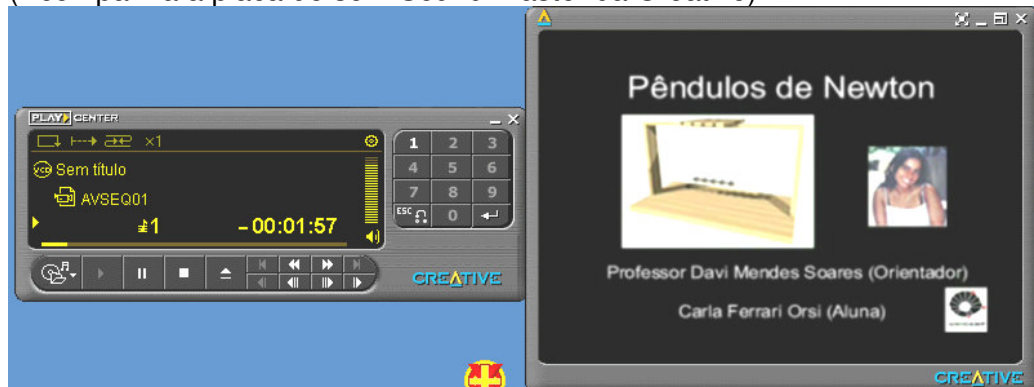 PLAY CENTER
×1
VCD Sem título
AVSEQ01
1
-00:01:57
1 2 3
4 5 6
7 8 9
ESC 0
CREATIVE
Pêndulos de Newton
Professor Davi Mendes Soares (Orientador)
Carla Ferrari Orsi (Aluna)
CREATIVE